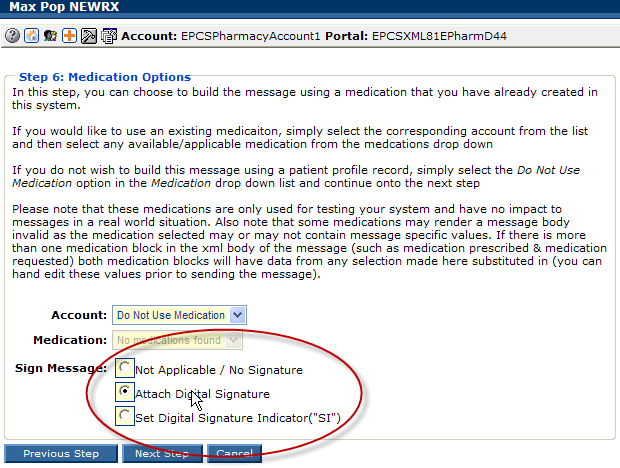 Max Pop NEWRX
Account: EPCSPharmacyAccount1 Portal: EPCSXML81EPharmD44
Step 6: Medication Options
In this step, you can choose to build the message using a medication that you have already created in
this system.
If you would like to use an existing medicaiton, simply select the corresponding account from the list
and then select any available/applicable medication from the medcations drop down
If you do not wish to build this message using a patient profile record, simply select the Do Not Use
Medication option in the Medication drop down list and continue onto the next step
Please note that these medications are only used for testing your system and have no impact to
messages in a real world situation. Also note that some medications may render a message body
invalid as the medication selected may or may not contain message specific values. If there is more
than one medication block in the xml body of the message (such as medication prescribed & medication
requested) both medication blocks will have data from any selection made here substituted in (you can
hand edit these values prior to sending the message).
Account: Do Not Use Medication
Medication: No medications found
Sign Message: Not Applicable / No Signature
Attach Digital Signature
Set Digital Signature Indicator("SI")
Previous Step Next Step Cancel